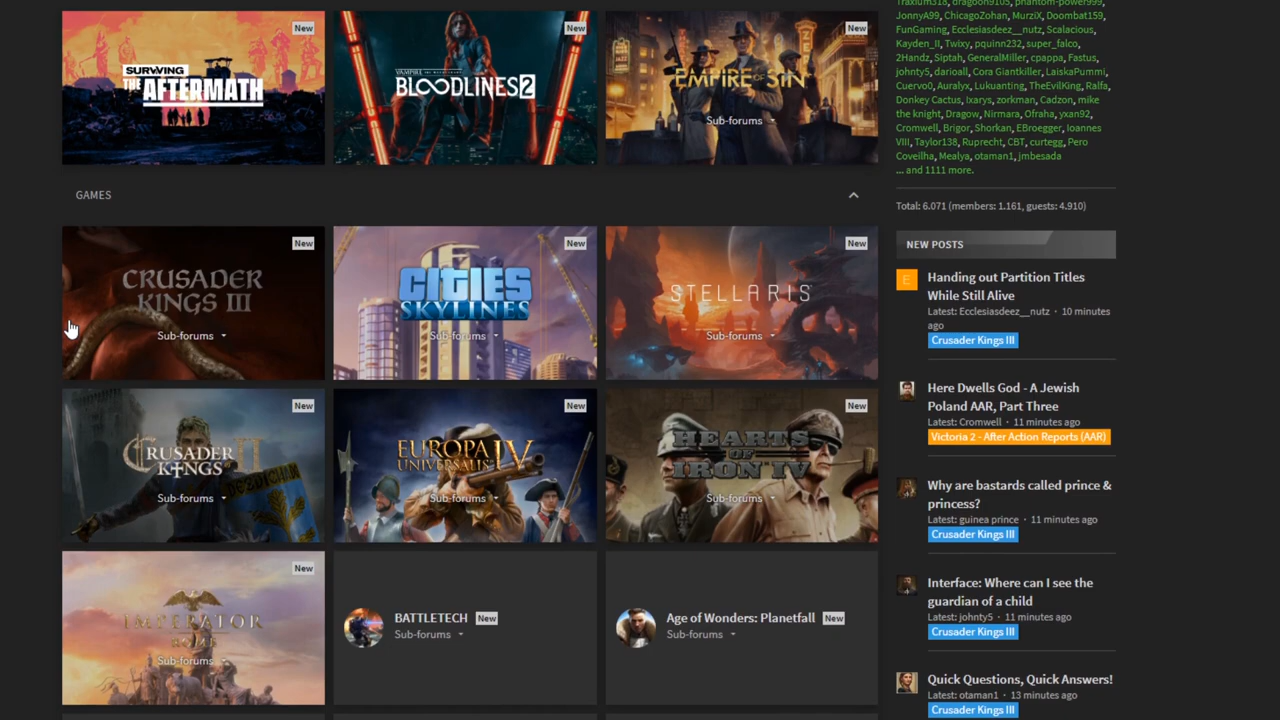 New
New
New
SURVIVING
THE AFTERMATH
VAMPIRE THE MASQUERADE
BLOODLINES 2
EMPIRE OF SIN
Sub-forums
GAMES
New
New
New
CRUSADER
KINGS III
Sub-forums
CITIES
SKYLINES
Sub-forums
STELLARIS
Sub-forums
New
New
New
CRUSADER
KINGS II
Sub-forums
EUROPA
UNIVERSALIS IV
Sub-forums
HEARTS
OF
IRON IV
Sub-forums
New
IMPERATOR
ROME
Sub-forums
BATTLETECH New
Sub-forums
Age of Wonders: Planetfall New
Sub-forums
Traxium318, dragoon9105, phantom-power999,
JonnyA99, ChicagoZohan, MurziX, Doombat159,
FunGaming, Ecclesiasdeez__nutz, Scalacious,
Kayden_II, Twixy, pquinn232, super_falco,
2Handz, Siptah, GeneralMiller, cpappa, Fastus,
johnty5, darioall, Cora Giantkiller, LaiskaPummi,
Cuervo0, Auralyx, Lukuanting, TheEvilKing, Ralfa,
Donkey Cactus, Ixarys, zorkman, Cadzon, mike
the knight, Dragow, Nirmara, Ofraha, yxan92,
Cromwell, Brigor, Shorkan, EBroegger, Ioannes
VIII, Taylor138, Ruprecht, CBT, curtegg, Pero
Coveilha, Mealya, otaman1, jmbesada
... and 1111 more.
Total: 6.071 (members: 1.161, guests: 4.910)
NEW POSTS
E
Handing out Partition Titles
While Still Alive
Latest: Ecclesiasdeez__nutz · 10 minutes
ago
Crusader Kings III
Here Dwells God - A Jewish
Poland AAR, Part Three
Latest: Cromwell · 11 minutes ago
Victoria 2 - After Action Reports (AAR)
Why are bastards called prince &
princess?
Latest: guinea prince · 11 minutes ago
Crusader Kings III
Interface: Where can I see the
guardian of a child
Latest: johnty5 · 11 minutes ago
Crusader Kings III
Quick Questions, Quick Answers!
Latest: otaman1 · 13 minutes ago
Crusader Kings III